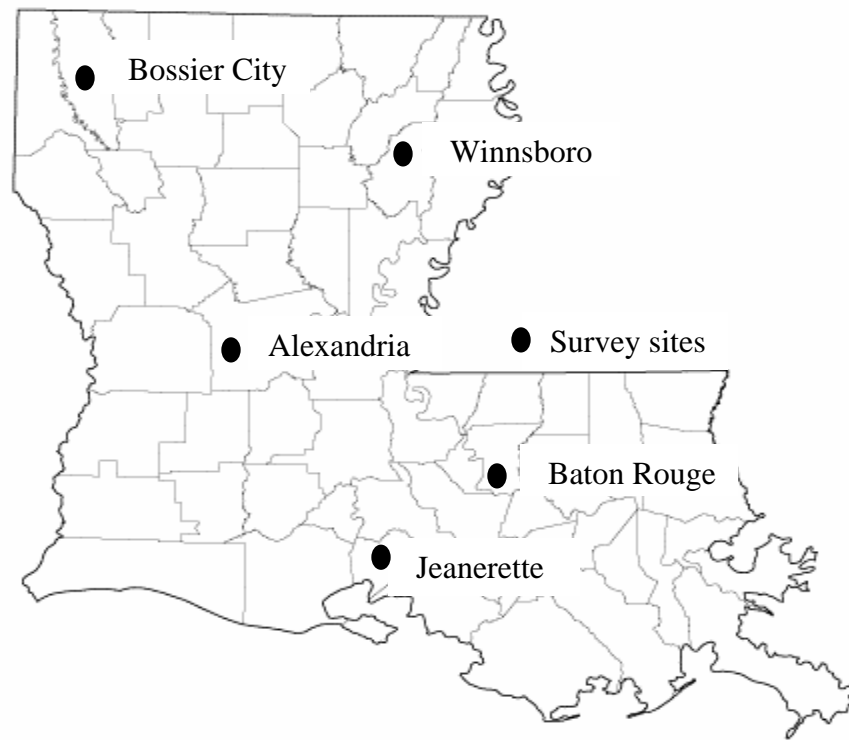 Bossier City
Winnsboro
Alexandria
Survey sites
Baton Rouge
Jeanerette